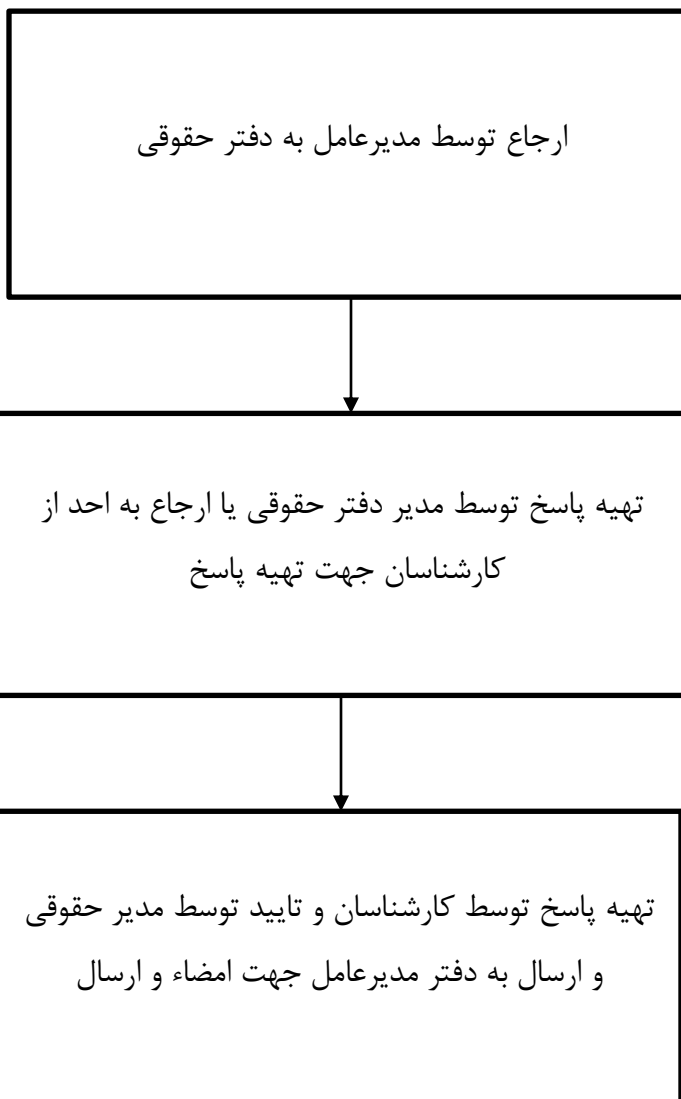 ارجاع توسط مدیرعامل به دفتر حقوقی
تهیه پاسخ توسط مدیر دفتر حقوقی یا ارجاع به احد از
کارشناسان جهت تهیه پاسخ
تهیه پاسخ توسط کارشناسان و تایید توسط مدیر حقوقی
و ارسال به دفتر مدیرعامل جهت امضاء و ارسال